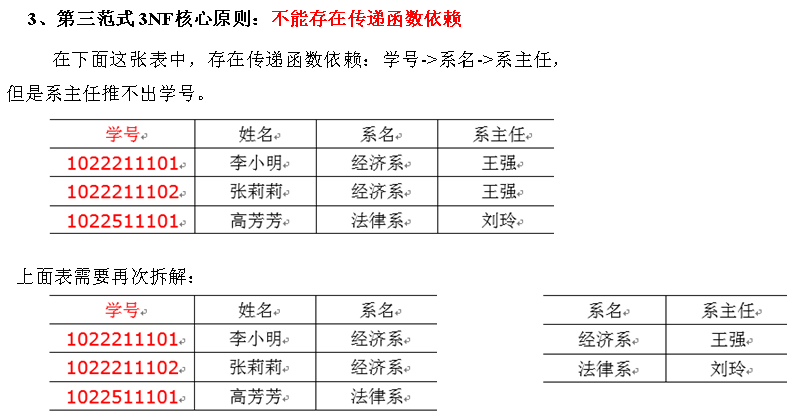 3、第三范式 3NF 核心原则：不能存在传递函数依赖
在下面这张表中，存在传递函数依赖：学号->系名->系主任，
但是系主任推不出学号。
学号 姓名 系名 系主任
1022211101 李小明 经济系 王强
1022211102 张莉莉 经济系 王强
1022511101 高芳芳 法律系 刘玲
上面表需要再次拆解：
学号 姓名 系名
1022211101 李小明 经济系
1022211102 张莉莉 经济系
1022511101 高芳芳 法律系
系名 系主任
经济系 王强
法律系 刘玲